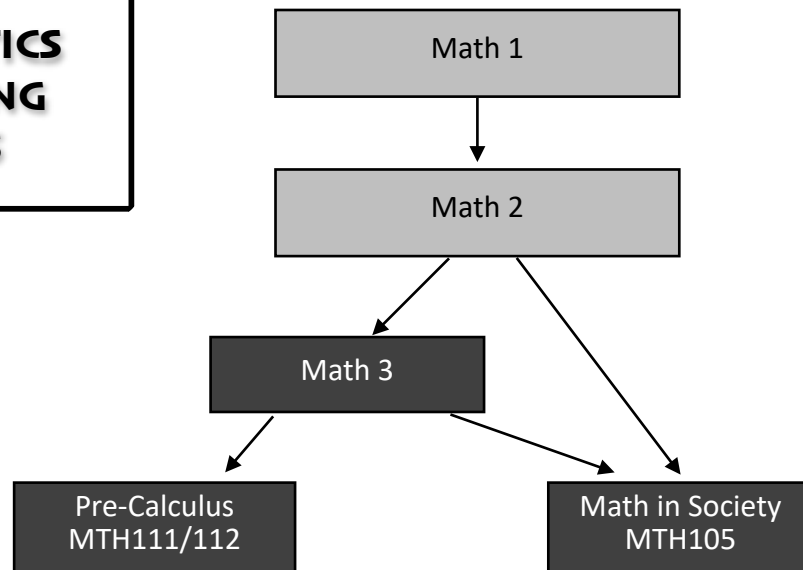 Math 1
Math 2
Math 3
Pre-Calculus
MTH111/112
Math in Society
MTH105